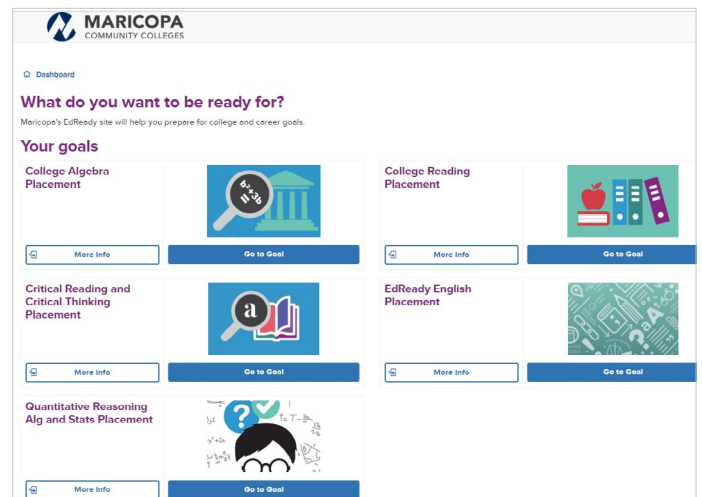 MARICOPA
COMMUNITY COLLEGES
Dashboard
What do you want to be ready for?
Maricopa's EdReady site will help you prepare for college and career goals.
Your goals
College Algebra
Placement
More Info
Go to Goal
College Reading
Placement
More Info
Go to Goal
Critical Reading and
Critical Thinking
Placement
a
More Info
Go to Goal
EdReady English
Placement
More Info
Go to Goal
Quantitative Reasoning
Alg and Stats Placement
?
More Info
Go to Goal